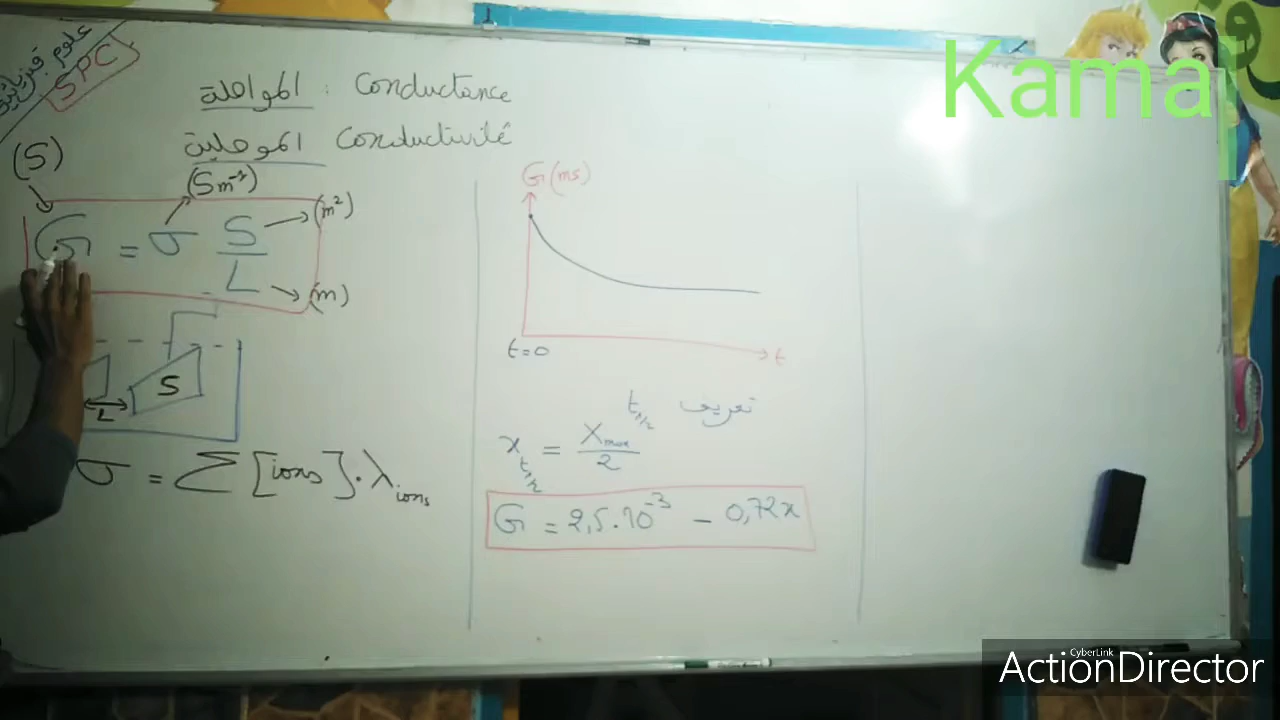 علوم فيزيائية
SPC
المواصلة : Conductance
الموصلية Conductivité
(S)
(Sm⁻¹)
G = σ S/L
(m²)
(m)
S
L
σ = Σ [ions]·λ ions
G(ms)
t=0
t
تعريف t1/2
x t1/2 = Xmax/2
G = 2,5.10⁻³ - 0,72x
Kamal
CyberLink
ActionDirector